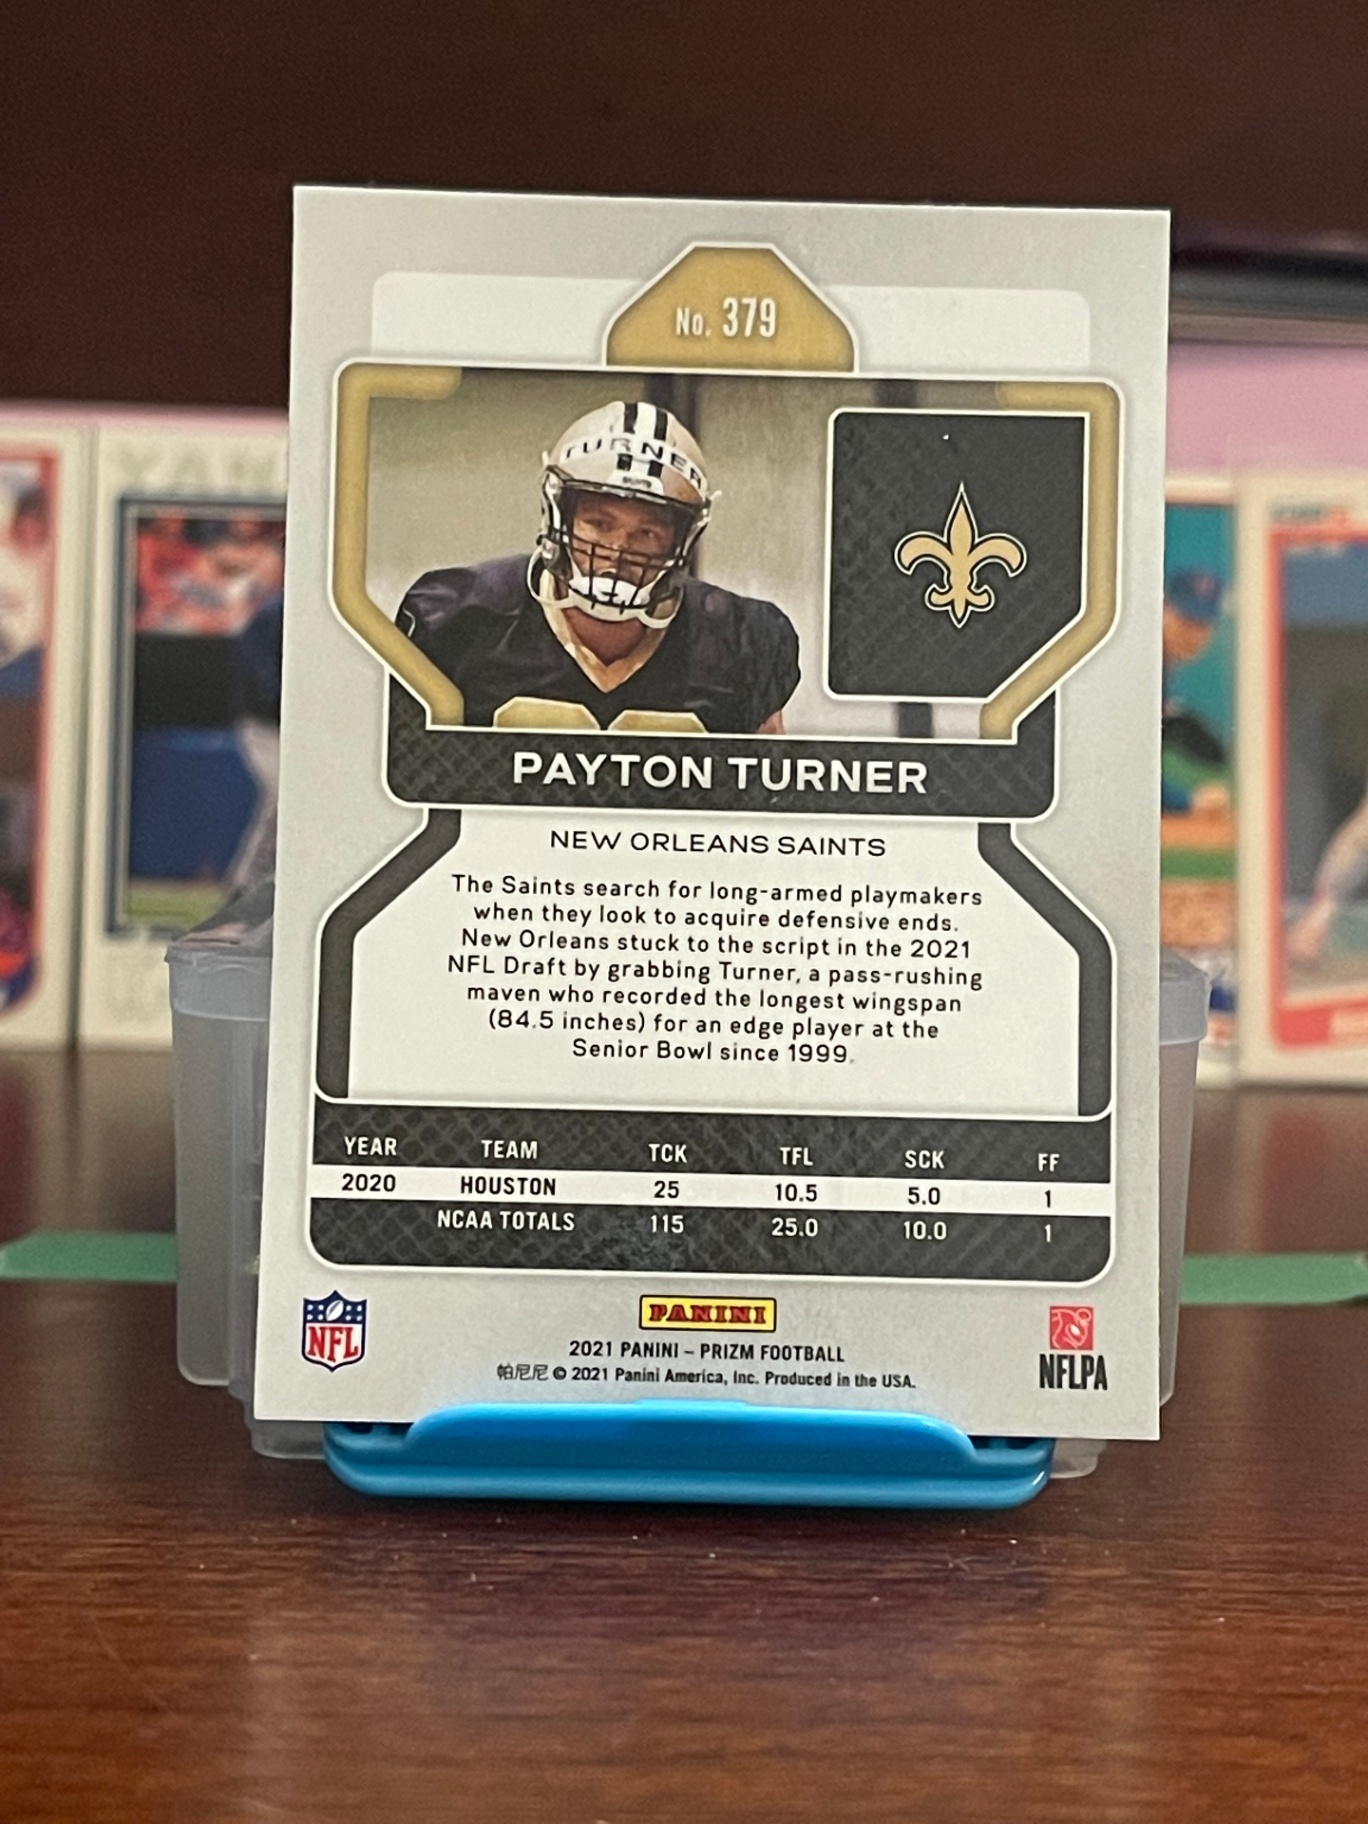 No. 379
TURNER
PAYTON TURNER
NEW ORLEANS SAINTS
The Saints search for long-armed playmakers
when they look to acquire defensive ends.
New Orleans stuck to the script in the 2021
NFL Draft by grabbing Turner, a pass-rushing
maven who recorded the longest wingspan
(84.5 inches) for an edge player at the
Senior Bowl since 1999.
YEAR TEAM TCK TFL SCK FF
2020 HOUSTON 25 10.5 5.0 1
NCAA TOTALS 115 25.0 10.0 1
NFL
PANINI
NFLPA
2021 PANINI – PRIZM FOOTBALL
帕尼尼 © 2021 Panini America, Inc. Produced in the USA.